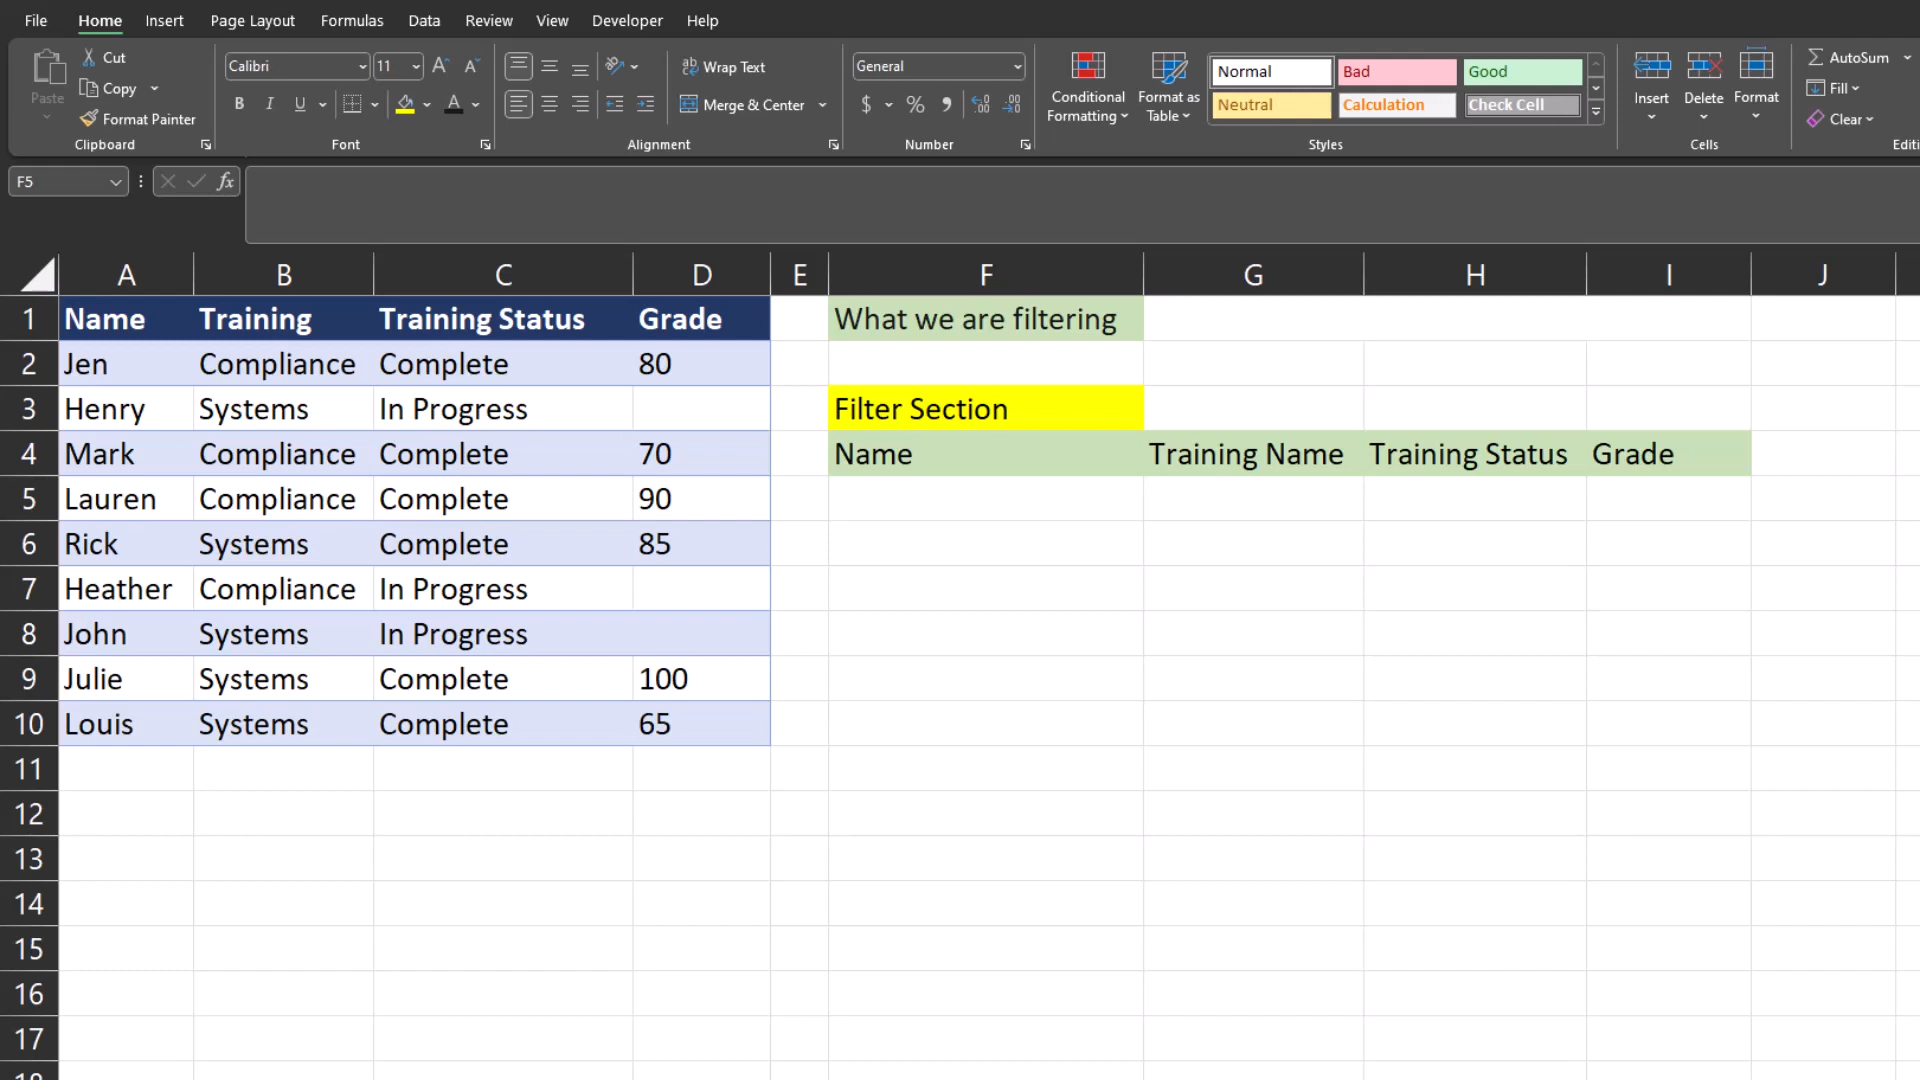 File Home Insert Page Layout Formulas Data Review View Developer Help
Paste
Cut
Copy
Format Painter
Clipboard
Calibri 11
B I U
Font
Wrap Text
Merge & Center
Alignment
General
$ % 9
Number
Conditional Formatting
Format as Table
Normal Bad Good
Neutral Calculation Check Cell
Styles
Insert Delete Format
Cells
AutoSum
Fill
Clear
Editi
F5 fx
A B C D E F G H I J
1 Name Training Training Status Grade What we are filtering
2 Jen Compliance Complete 80
3 Henry Systems In Progress Filter Section
4 Mark Compliance Complete 70 Name Training Name Training Status Grade
5 Lauren Compliance Complete 90
6 Rick Systems Complete 85
7 Heather Compliance In Progress
8 John Systems In Progress
9 Julie Systems Complete 100
10 Louis Systems Complete 65
11
12
13
14
15
16
17